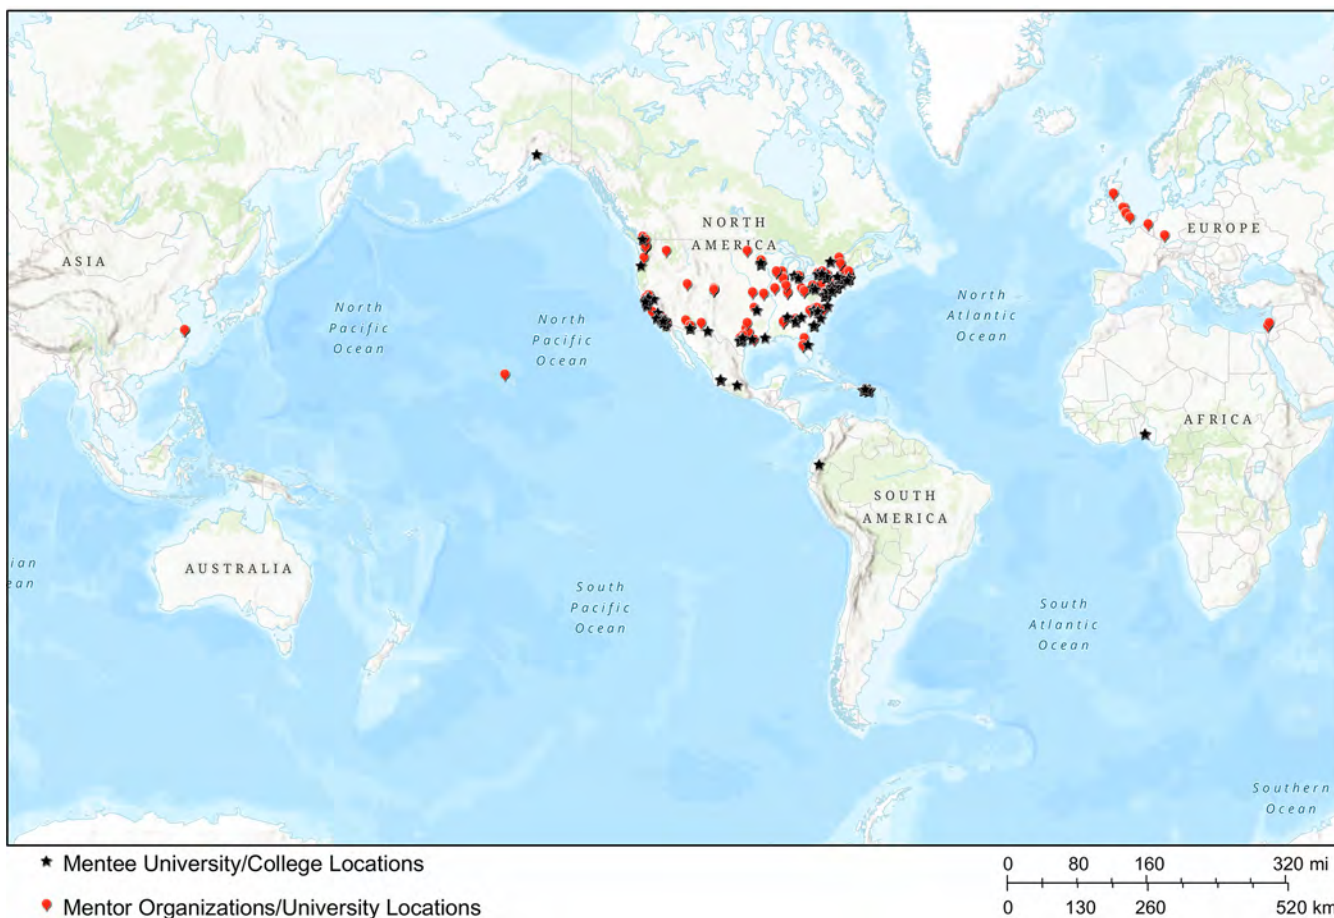 NORTH
AMERICA
EUROPE
ASIA
North
Pacific
Ocean
North
Pacific
Ocean
North
Atlantic
Ocean
AFRICA
SOUTH
AMERICA
AUSTRALIA
ian
ean
South
Pacific
Ocean
South
Atlantic
Ocean
Southern
Ocean
Mentee University/College Locations
Mentor Organizations/University Locations
0 80 160 320 mi
0 130 260 520 km